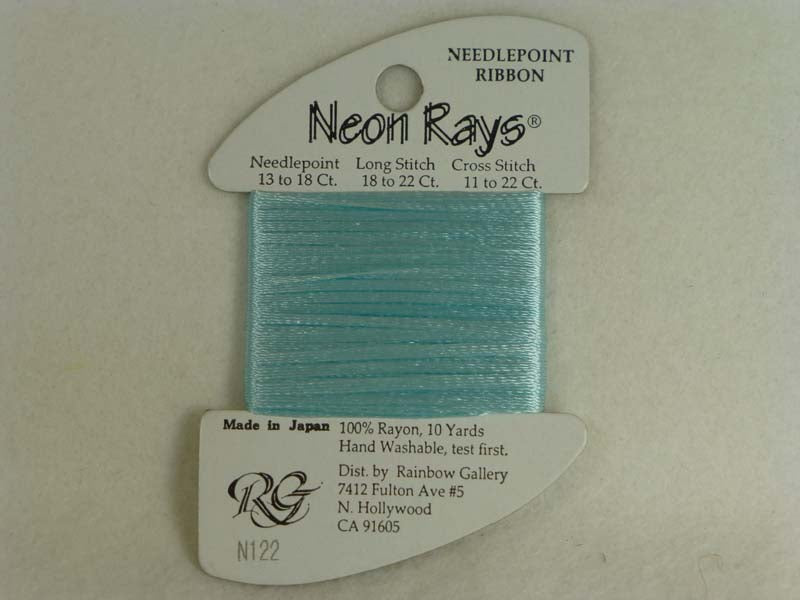 NEEDLEPOINT
RIBBON
Neon Rays®
Needlepoint Long Stitch Cross Stitch
13 to 18 Ct. 18 to 22 Ct. 11 to 22 Ct.
Made in Japan 100% Rayon, 10 Yards
Hand Washable, test first.
Dist. by Rainbow Gallery
RG 7412 Fulton Ave #5
N. Hollywood
N122 CA 91605